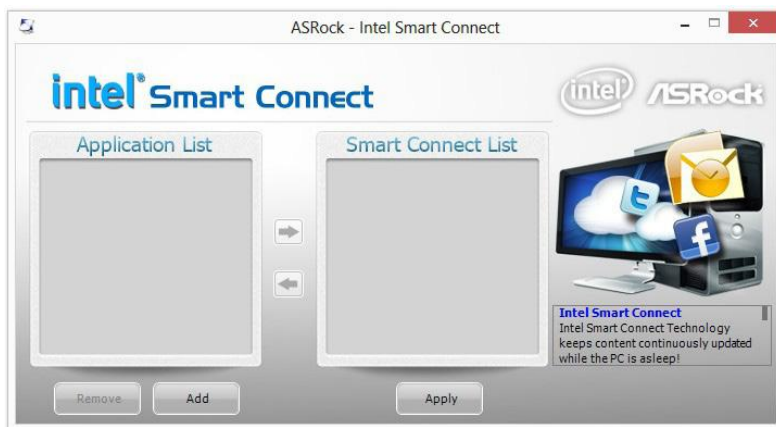 ASRock - Intel Smart Connect
intel® Smart Connect
intel ASRock
Application List
Smart Connect List
Intel Smart Connect
Intel Smart Connect Technology
keeps content continuously updated
while the PC is asleep!
Remove Add Apply